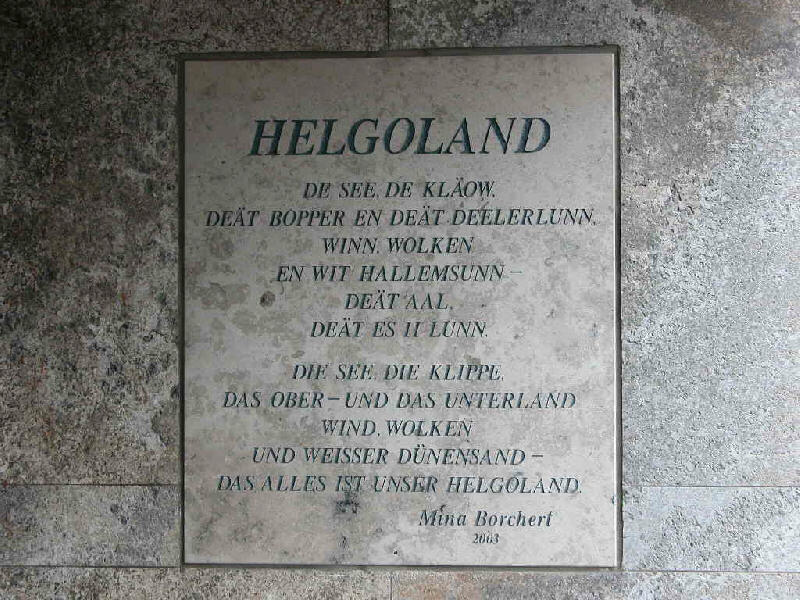 HELGOLAND
DE SEE, DE KLÄOW,
DEÄT BOPPER EN DEÄT DEELERLUNN,
WINN, WOLKEN
EN WIT HALLEMSUNN –
DEÄT AAL,
DEÄT ES II LUNN.
DIE SEE, DIE KLIPPE,
DAS OBER – UND DAS UNTERLAND
WIND, WOLKEN
UND WEISSER DÜNENSAND –
DAS ALLES IST UNSER HELGOLAND.
Mina Borchert
2003